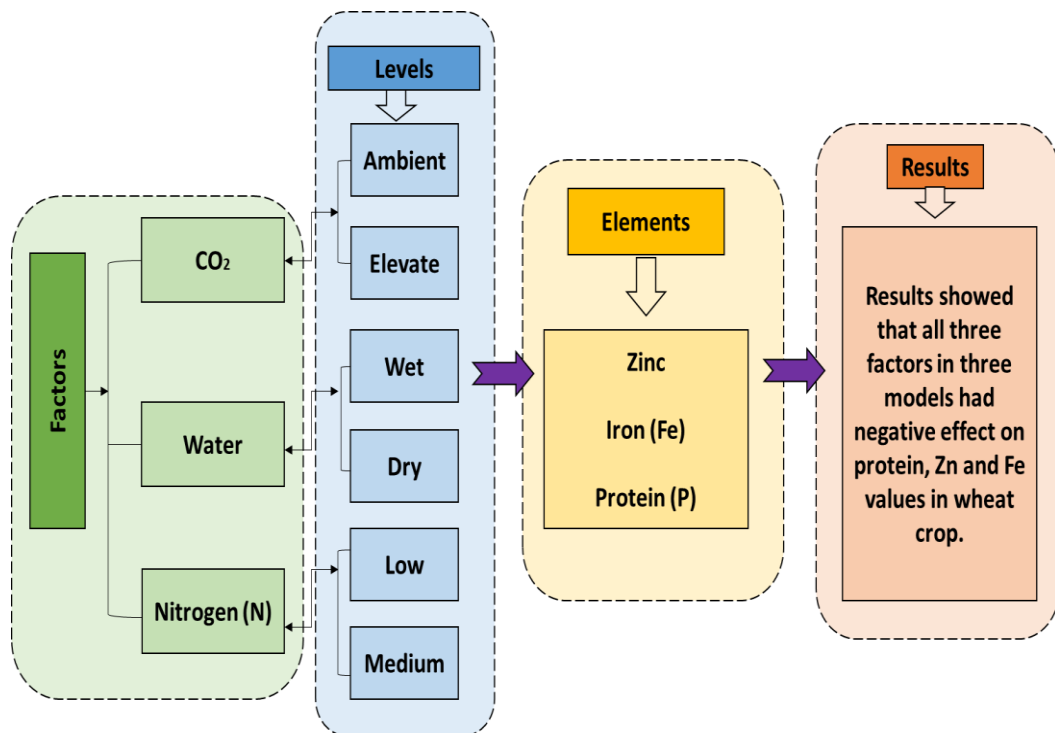 Factors
CO₂
Water
Nitrogen (N)
Levels
Ambient
Elevate
Wet
Dry
Low
Medium
Elements
Zinc
Iron (Fe)
Protein (P)
Results
Results showed
that all three
factors in three
models had
negative effect on
protein, Zn and Fe
values in wheat
crop.